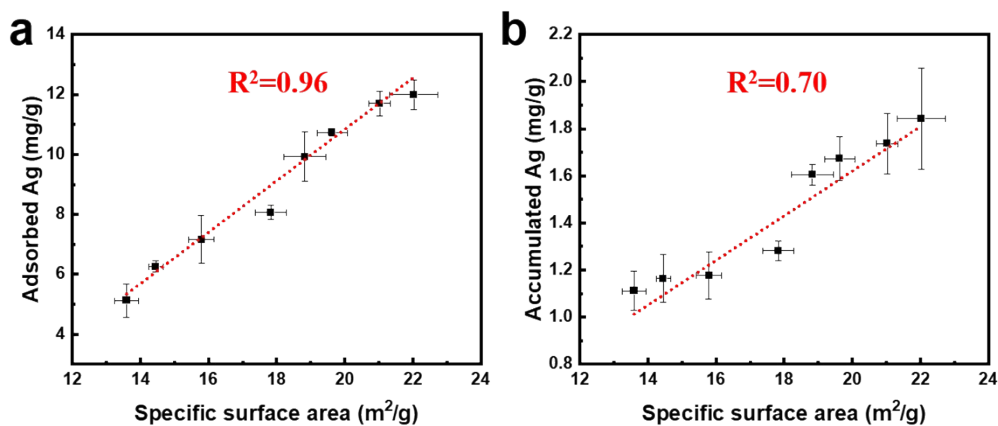 a
R²=0.96
Adsorbed Ag (mg/g)
14
12
10
8
6
4
12 14 16 18 20 22 24
Specific surface area (m²/g)
b
R²=0.70
Accumulated Ag (mg/g)
2.2
2.0
1.8
1.6
1.4
1.2
1.0
0.8
12 14 16 18 20 22 24
Specific surface area (m²/g)